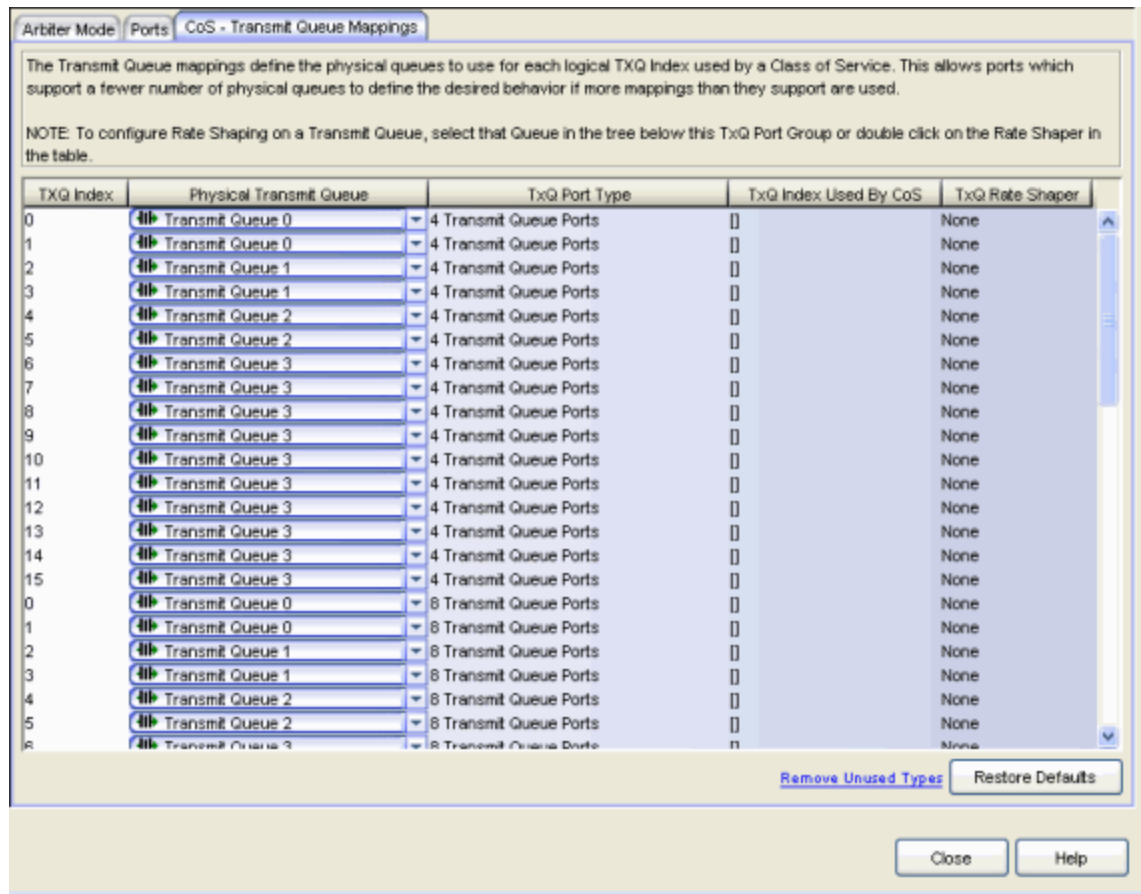 Arbiter Mode Ports CoS - Transmit Queue Mappings
The Transmit Queue mappings define the physical queues to use for each logical TXQ Index used by a Class of Service. This allows ports which
support a fewer number of physical queues to define the desired behavior if more mappings than they support are used.
NOTE: To configure Rate Shaping on a Transmit Queue, select that Queue in the tree below this TxQ Port Group or double click on the Rate Shaper in
the table.
TXQ Index Physical Transmit Queue TxQ Port Type TxQ Index Used By CoS TxQ Rate Shaper
0 Transmit Queue 0 4 Transmit Queue Ports [] None
1 Transmit Queue 0 4 Transmit Queue Ports [] None
2 Transmit Queue 1 4 Transmit Queue Ports [] None
3 Transmit Queue 1 4 Transmit Queue Ports [] None
4 Transmit Queue 2 4 Transmit Queue Ports [] None
5 Transmit Queue 2 4 Transmit Queue Ports [] None
6 Transmit Queue 3 4 Transmit Queue Ports [] None
7 Transmit Queue 3 4 Transmit Queue Ports [] None
8 Transmit Queue 3 4 Transmit Queue Ports [] None
9 Transmit Queue 3 4 Transmit Queue Ports [] None
10 Transmit Queue 3 4 Transmit Queue Ports [] None
11 Transmit Queue 3 4 Transmit Queue Ports [] None
12 Transmit Queue 3 4 Transmit Queue Ports [] None
13 Transmit Queue 3 4 Transmit Queue Ports [] None
14 Transmit Queue 3 4 Transmit Queue Ports [] None
15 Transmit Queue 3 4 Transmit Queue Ports [] None
0 Transmit Queue 0 8 Transmit Queue Ports [] None
1 Transmit Queue 0 8 Transmit Queue Ports [] None
2 Transmit Queue 1 8 Transmit Queue Ports [] None
3 Transmit Queue 1 8 Transmit Queue Ports [] None
4 Transmit Queue 2 8 Transmit Queue Ports [] None
5 Transmit Queue 2 8 Transmit Queue Ports [] None
6 Transmit Queue 3 8 Transmit Queue Ports [] None
Remove Unused Types Restore Defaults
Close Help